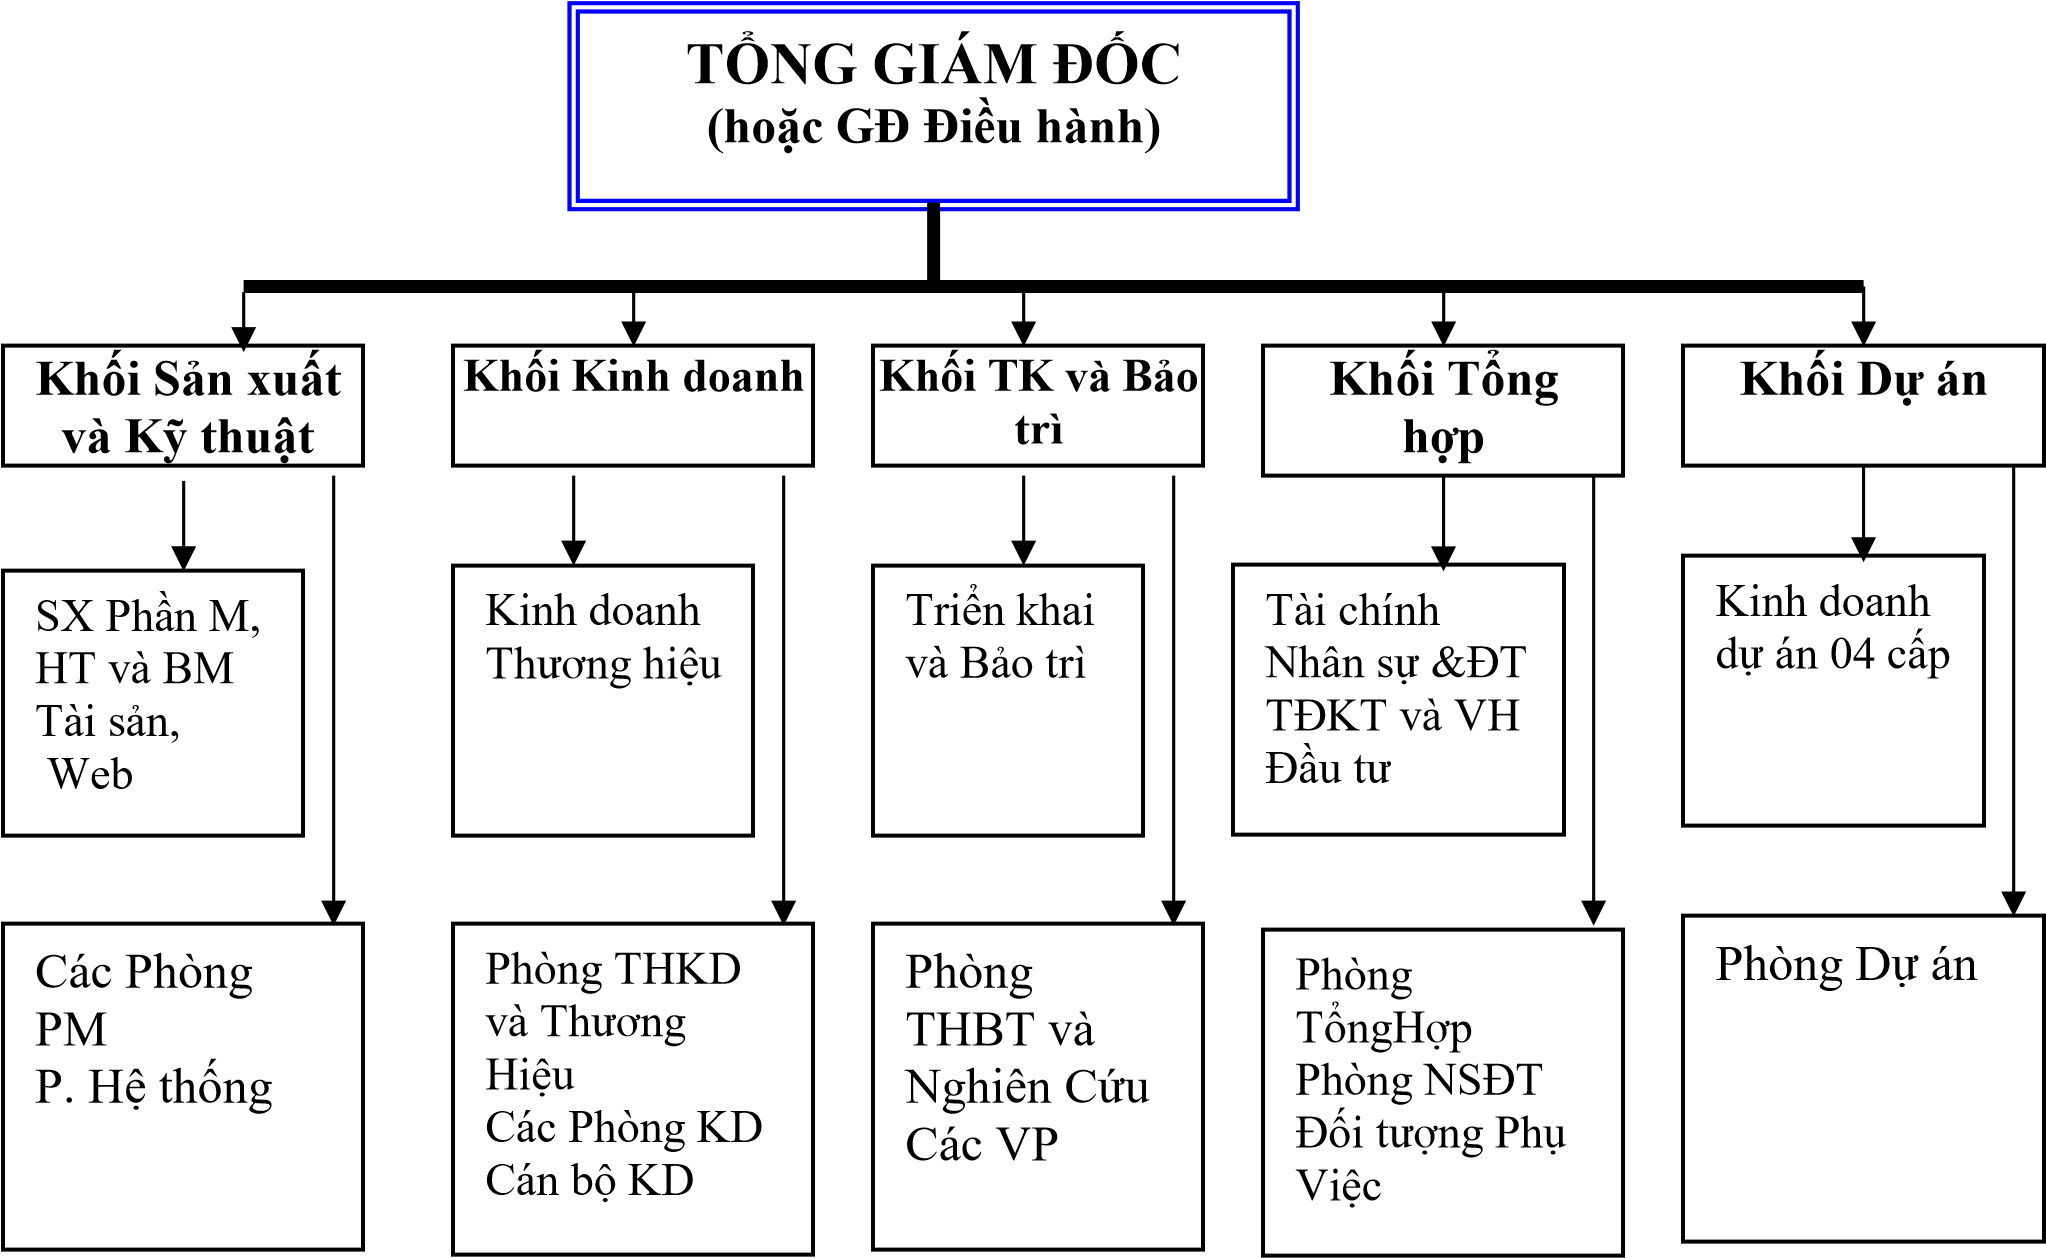 TỔNG GIÁM ĐỐC
(hoặc GĐ Điều hành)
Khối Sản xuất
và Kỹ thuật
Khối Kinh doanh
Khối TK và Bảo
trì
Khối Tổng
hợp
Khối Dự án
SX Phần M,
HT và BM
Tài sản,
Web
Kinh doanh
Thương hiệu
Triển khai
và Bảo trì
Tài chính
Nhân sự &ĐT
TĐKT và VH
Đầu tư
Kinh doanh
dự án 04 cấp
Các Phòng
PM
P. Hệ thống
Phòng THKD
và Thương
Hiệu
Các Phòng KD
Cán bộ KD
Phòng
THBT và
Nghiên Cứu
Các VP
Phòng
TổngHợp
Phòng NSĐT
Đối tượng Phụ
Việc
Phòng Dự án